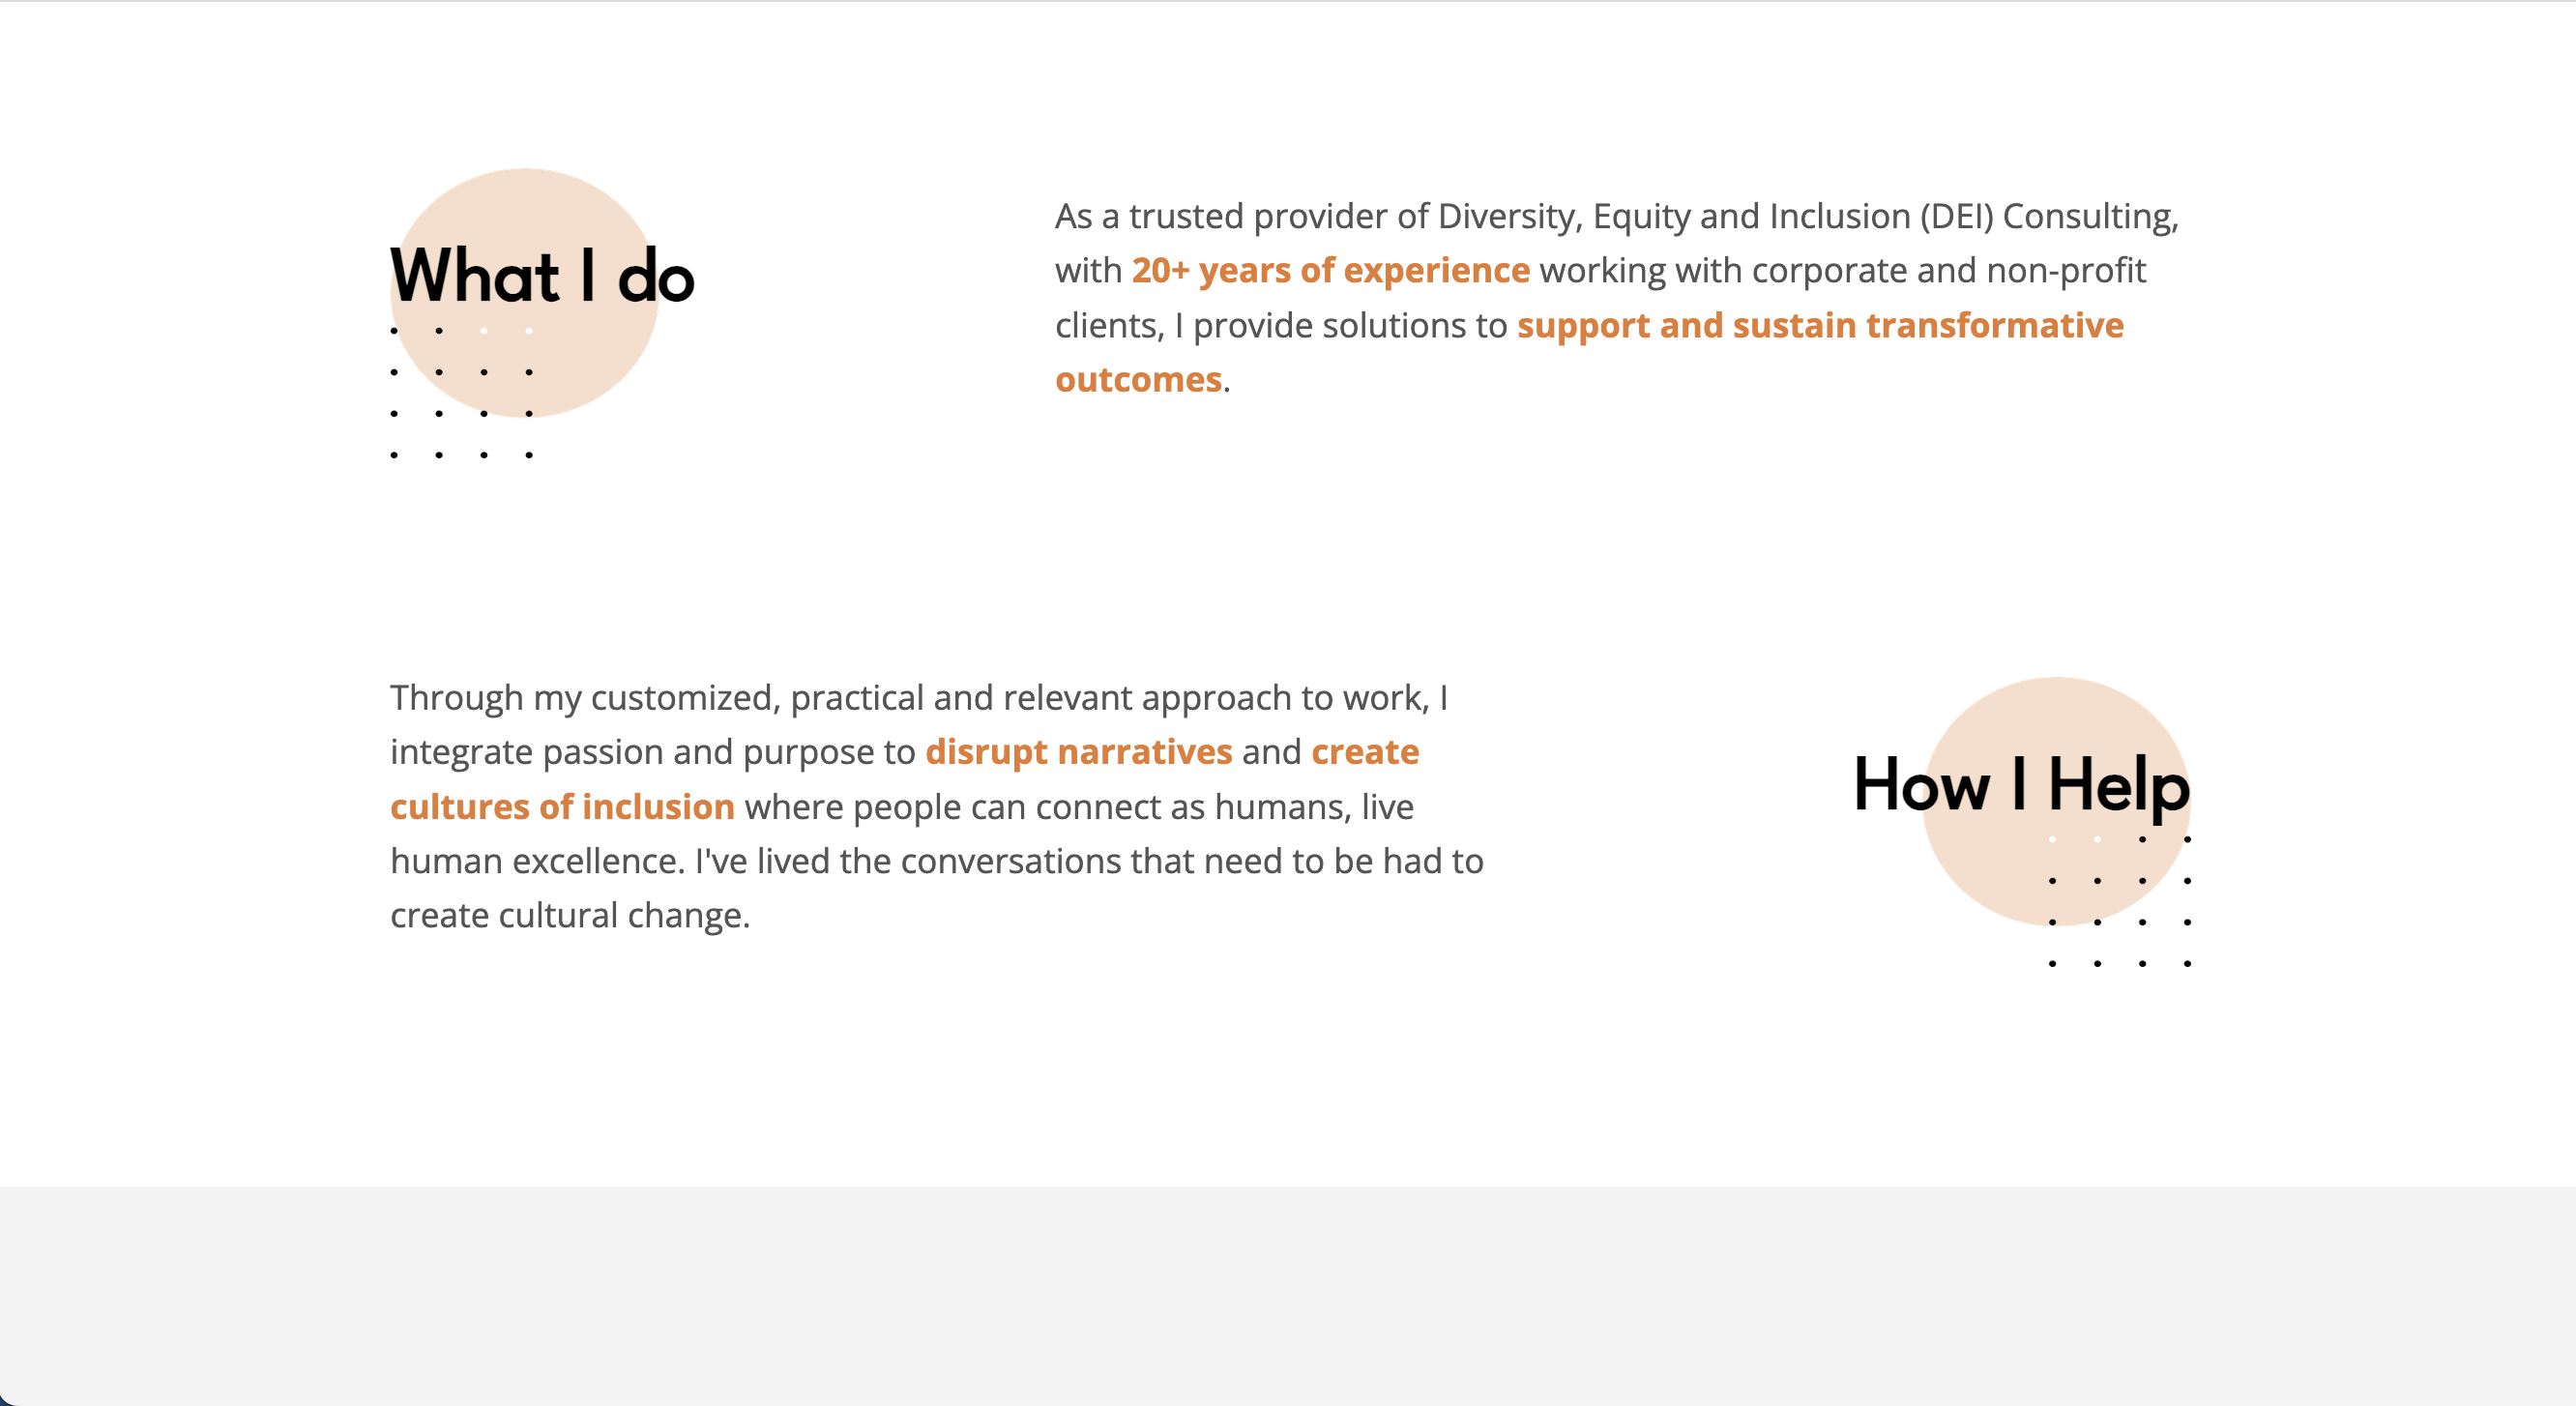 What I do
As a trusted provider of Diversity, Equity and Inclusion (DEI) Consulting,
with 20+ years of experience working with corporate and non-profit
clients, I provide solutions to support and sustain transformative
outcomes.
Through my customized, practical and relevant approach to work, I
integrate passion and purpose to disrupt narratives and create
cultures of inclusion where people can connect as humans, live
human excellence. I've lived the conversations that need to be had to
create cultural change.
How I Help